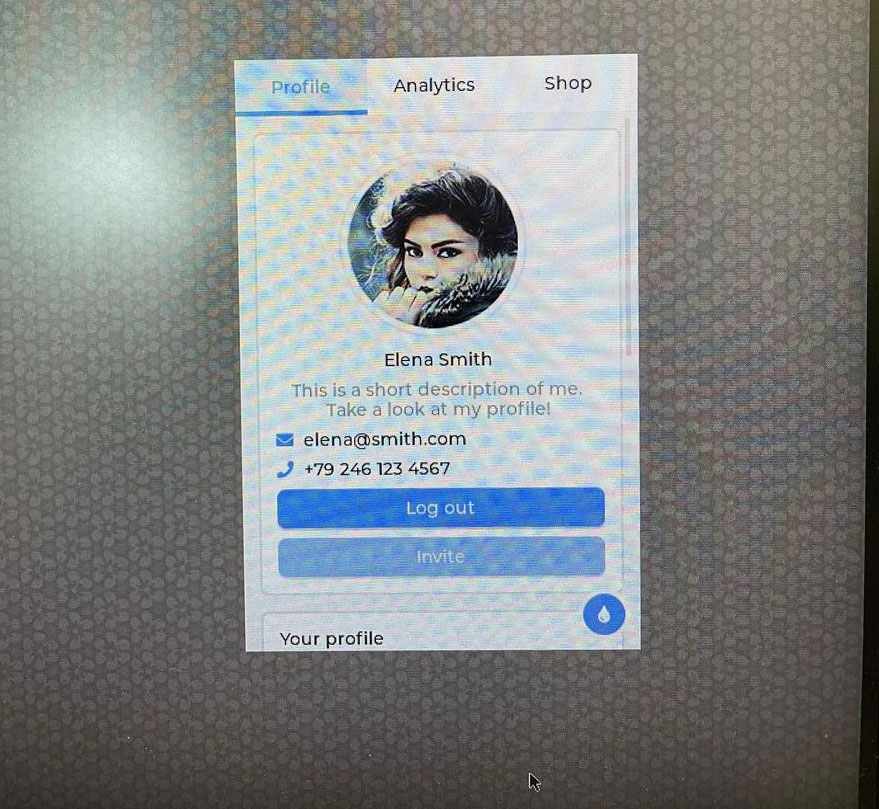 Profile
Analytics
Shop
Elena Smith
This is a short description of me.
Take a look at my profile!
elena@smith.com
+79 246 123 4567
Log out
Invite
Your profile